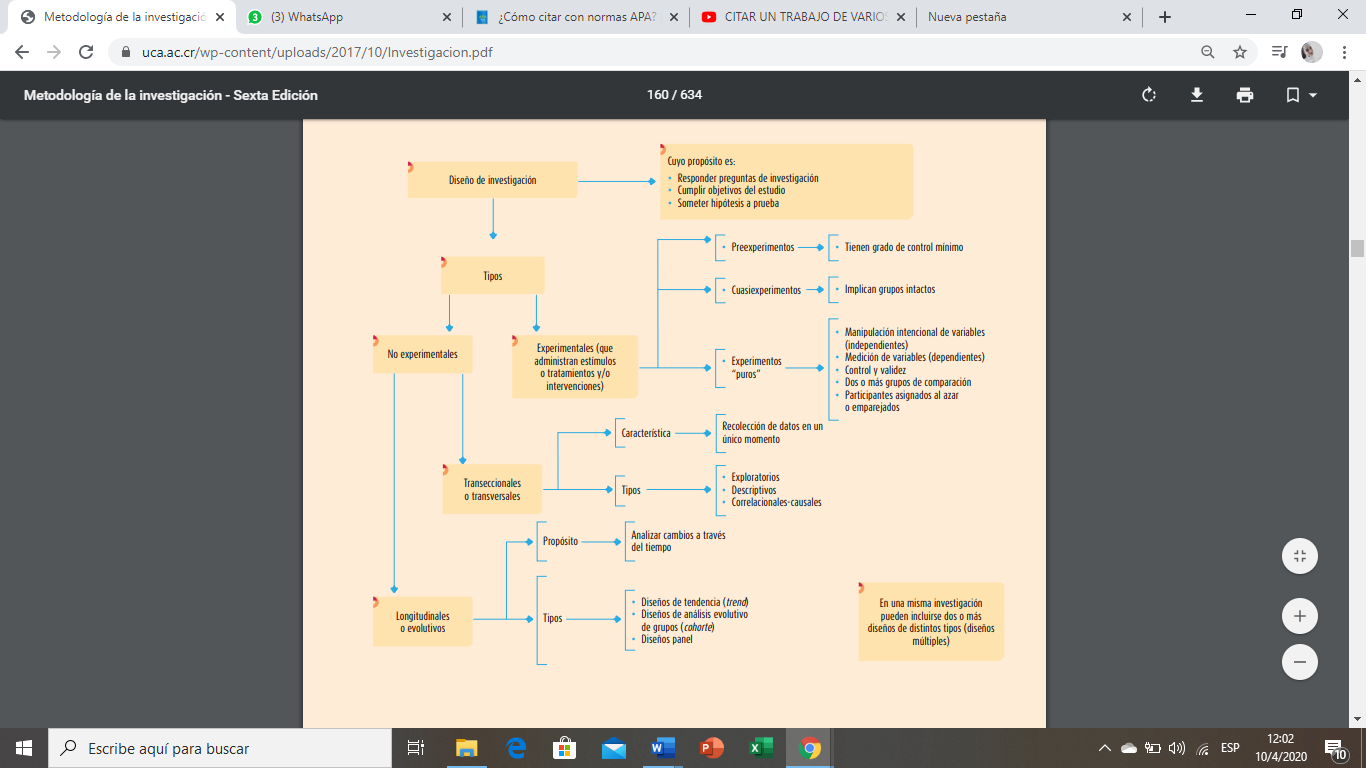 Metodología de la investigació
(3) WhatsApp
¿Cómo citar con normas APA?
CITAR UN TRABAJO DE VARIOS
Nueva pestaña
uca.ac.cr/wp-content/uploads/2017/10/Investigacion.pdf
Metodología de la investigación - Sexta Edición
160 / 634
Diseño de investigación
Cuyo propósito es:
• Responder preguntas de investigación
• Cumplir objetivos del estudio
• Someter hipótesis a prueba
Tipos
No experimentales
Experimentales (que
administran estímulos
o tratamientos y/o
intervenciones)
• Preexperimentos
• Tienen grado de control mínimo
• Cuasiexperimentos
• Implican grupos intactos
• Experimentos
“puros”
• Manipulación intencional de variables
(independientes)
• Medición de variables (dependientes)
• Control y validez
• Dos o más grupos de comparación
• Participantes asignados al azar
o emparejados
Transeccionales
o transversales
Característica
Recolección de datos en un
único momento
Tipos
• Exploratorios
• Descriptivos
• Correlacionales-causales
Longitudinales
o evolutivos
Propósito
Analizar cambios a través
del tiempo
Tipos
• Diseños de tendencia (trend)
• Diseños de análisis evolutivo
de grupos (cohorte)
• Diseños panel
En una misma investigación
pueden incluirse dos o más
diseños de distintos tipos (diseños
múltiples)
Escribe aquí para buscar
ESP
12:02
10/4/2020
10